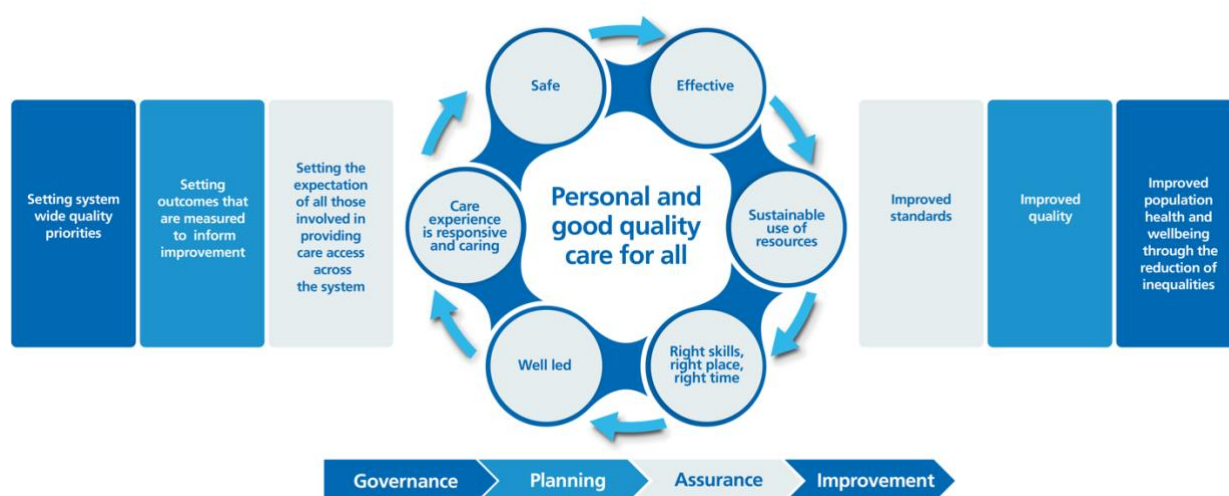 Setting system
wide quality
priorities
Setting
outcomes that
are measured
to inform
improvement
Setting the
expectation
of all those
involved in
providing
care access
across
the system
Safe
Effective
Care
experience
is responsive
and caring
Personal and
good quality
care for all
Sustainable
use of
resources
Well led
Right skills,
right place,
right time
Improved
standards
Improved
quality
Improved
population
health and
wellbeing
through the
reduction of
inequalities
Governance
Planning
Assurance
Improvement